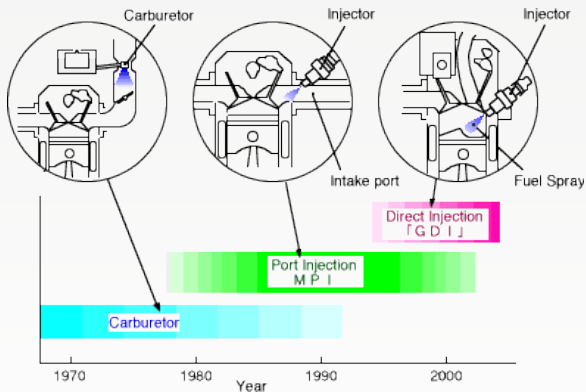 Carburetor
Injector
Injector
Intake port
Fuel Spray
Direct Injection
「GDI」
Port Injection
MPI
Carburetor
1970
1980
1990
2000
Year